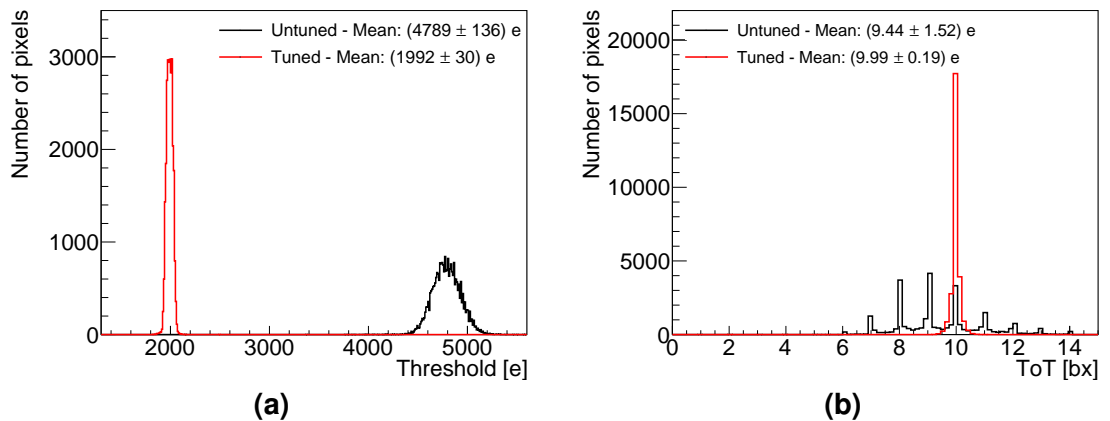 Number of pixels
3000
2000
1000
0
Untuned - Mean: (4789 ± 136) e
Tuned - Mean: (1992 ± 30) e
2000 3000 4000 5000
Threshold [e]
(a)
Number of pixels
20000
15000
10000
5000
0
Untuned - Mean: (9.44 ± 1.52) e
Tuned - Mean: (9.99 ± 0.19) e
0 2 4 6 8 10 12 14
ToT [bx]
(b)